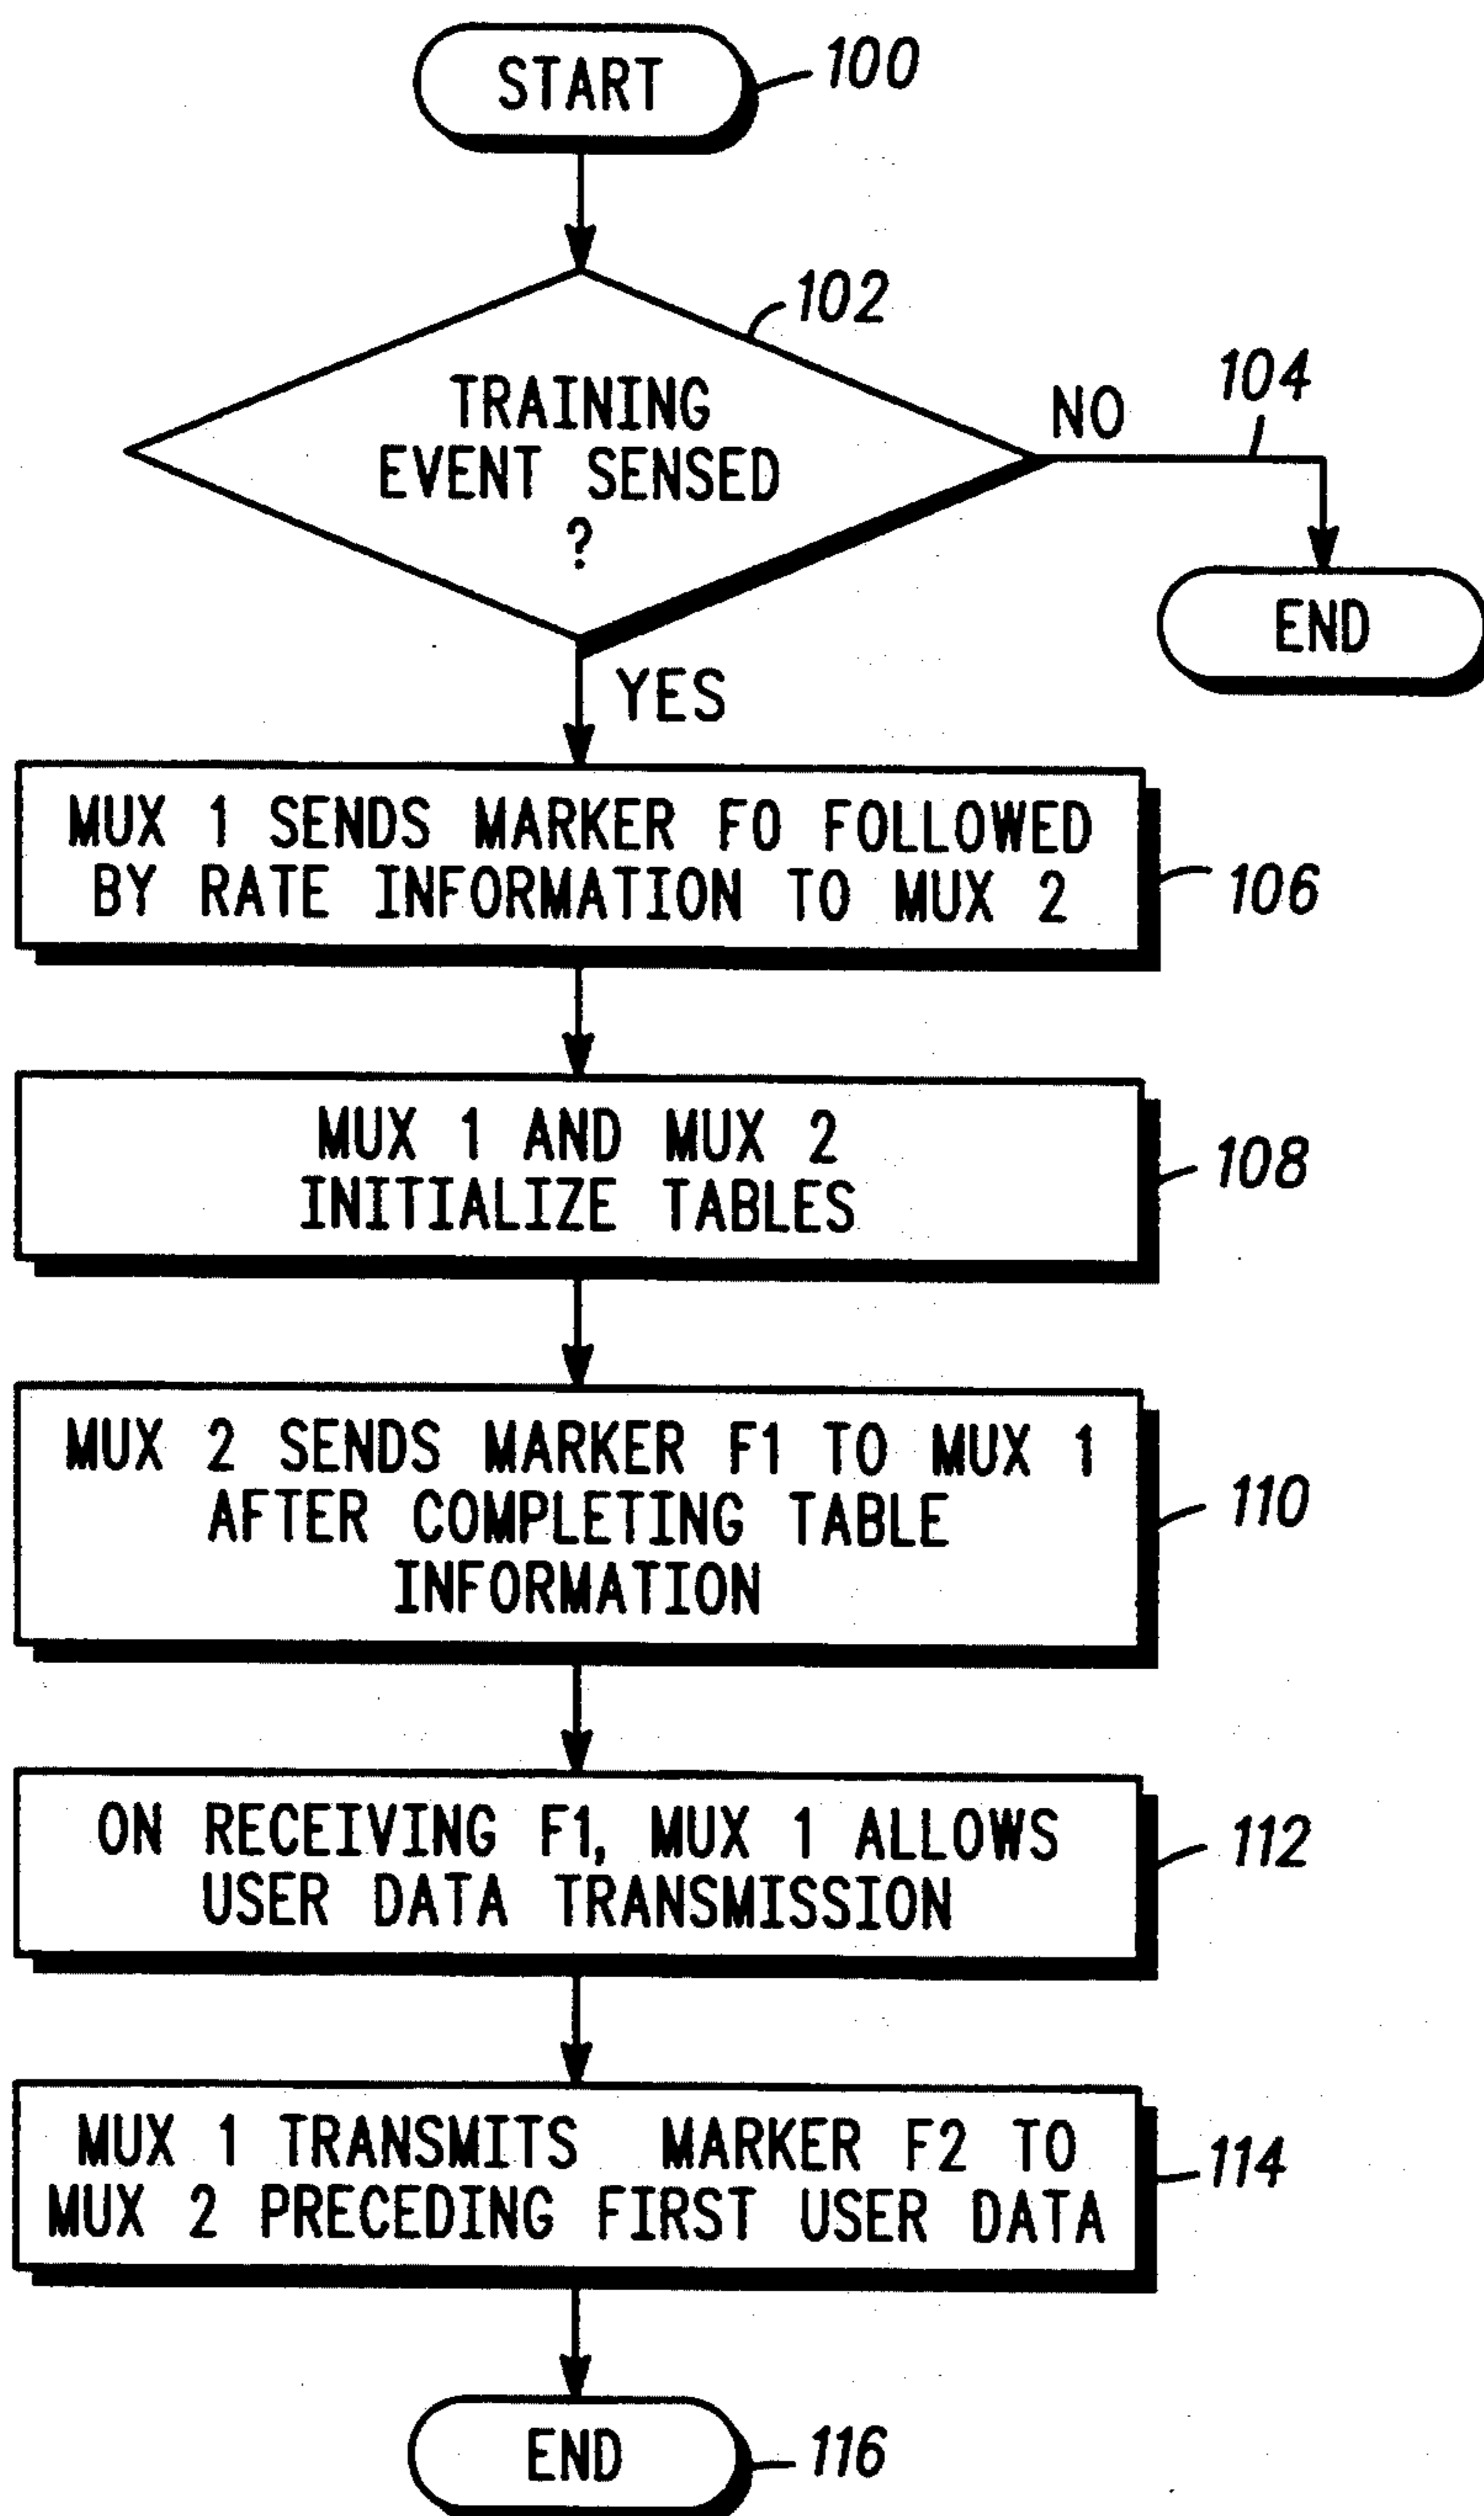 START
100
102
TRAINING
EVENT SENSED
?
NO
104
END
YES
MUX 1 SENDS MARKER F0 FOLLOWED
BY RATE INFORMATION TO MUX 2
106
MUX 1 AND MUX 2
INITIALIZE TABLES
108
MUX 2 SENDS MARKER F1 TO MUX 1
AFTER COMPLETING TABLE
INFORMATION
110
ON RECEIVING F1, MUX 1 ALLOWS
USER DATA TRANSMISSION
112
MUX 1 TRANSMITS MARKER F2 TO
MUX 2 PRECEDING FIRST USER DATA
114
END
116